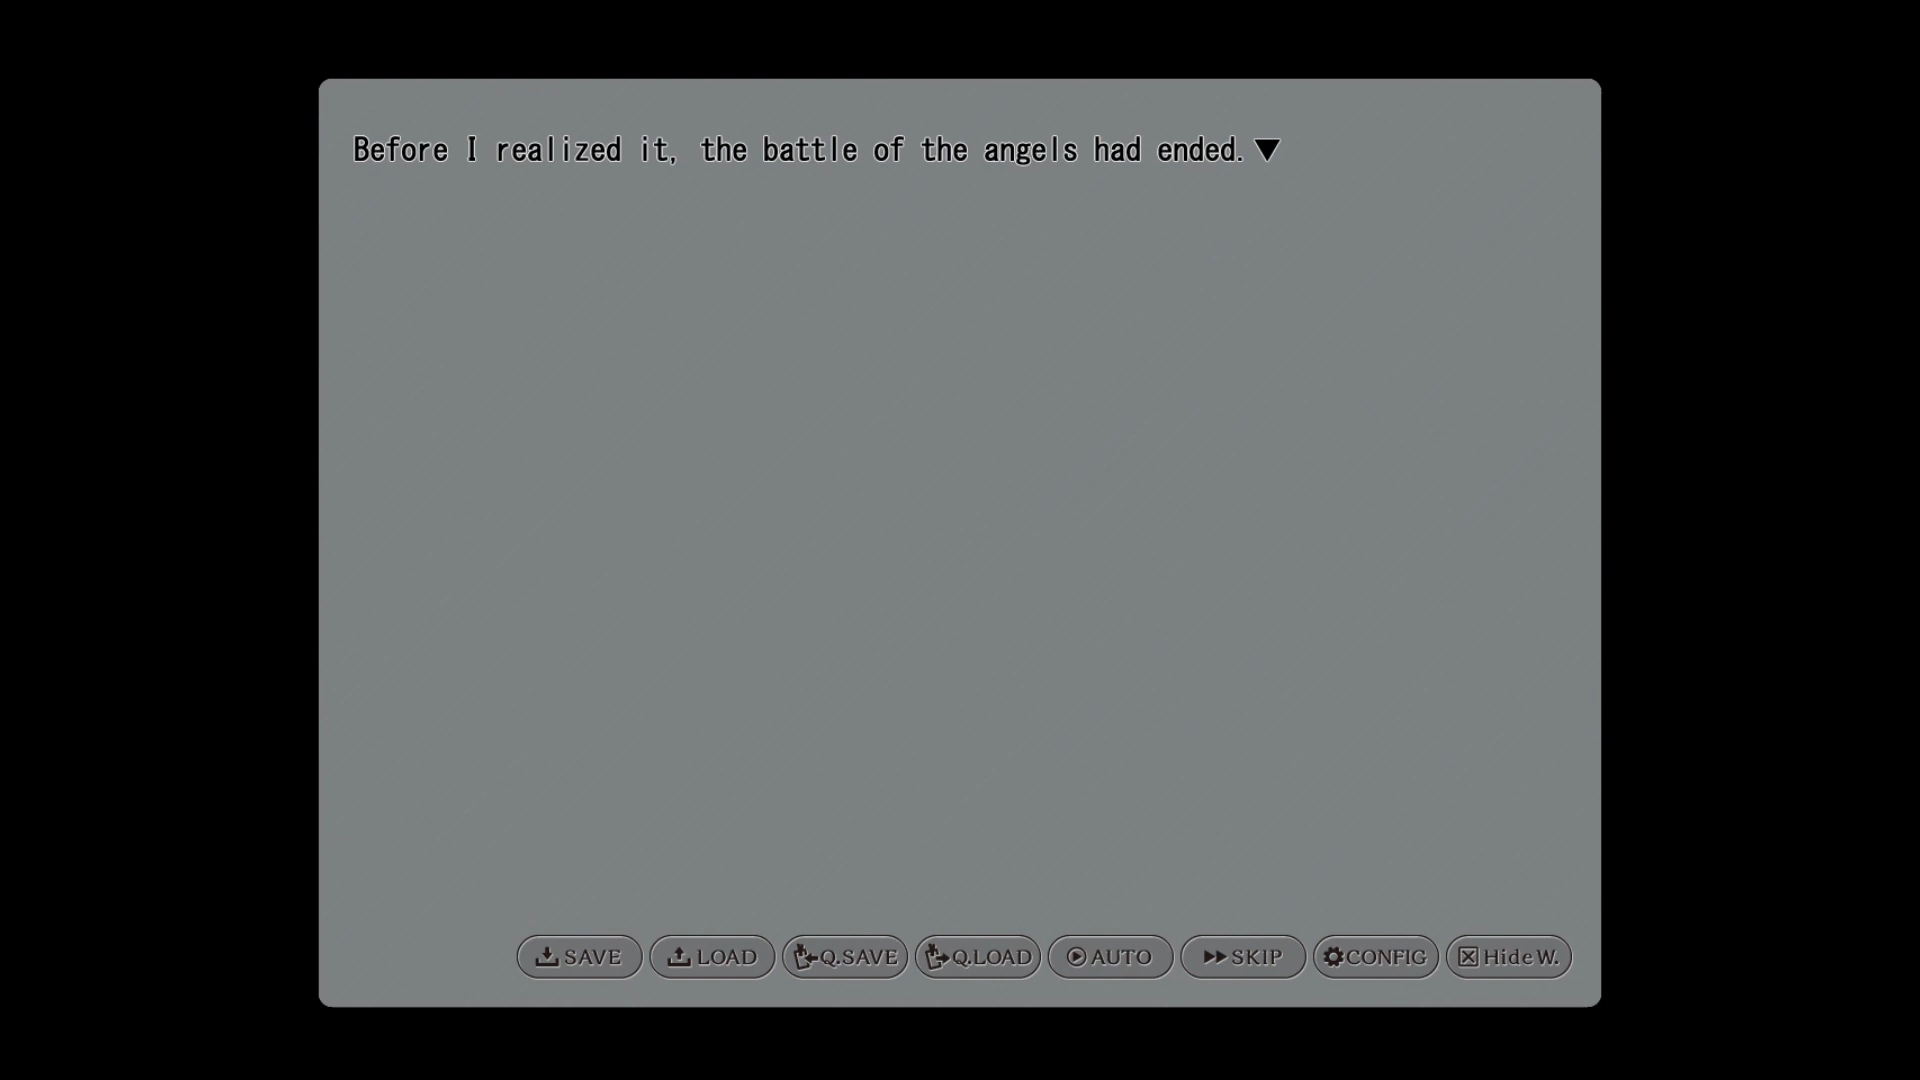 Before I realized it, the battle of the angels had ended.▼
SAVE LOAD Q.SAVE Q.LOAD AUTO SKIP CONFIG Hide W.